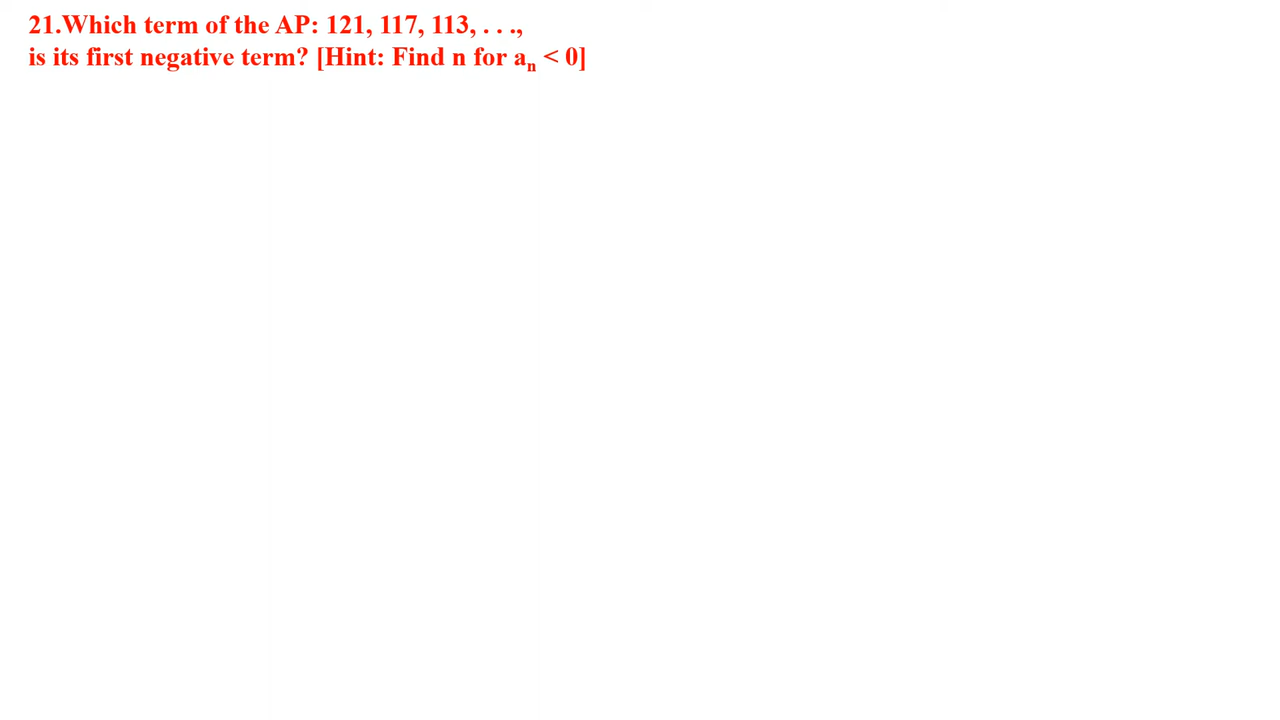 21.Which term of the AP: 121, 117, 113, . . .,
is its first negative term? [Hint: Find n for aₙ < 0]